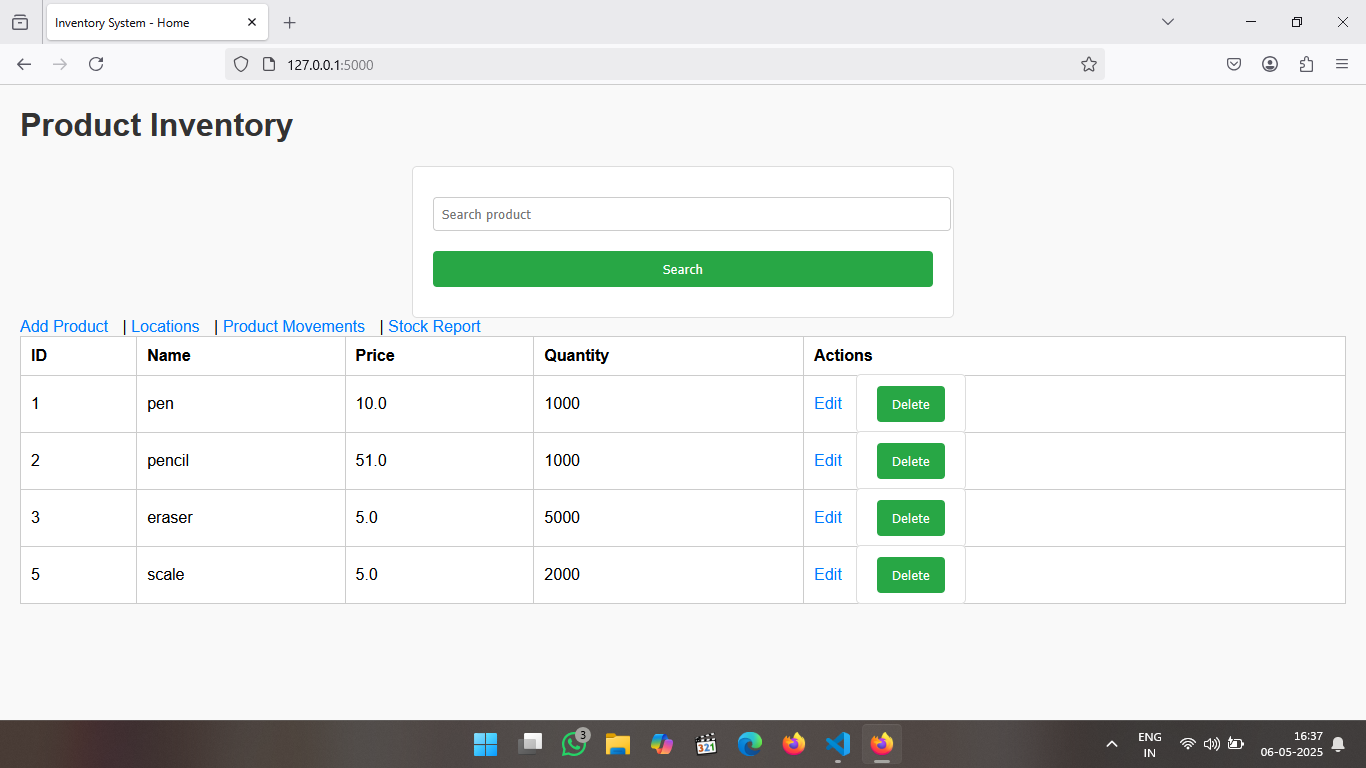 Inventory System - Home
127.0.0.1:5000
Product Inventory
Search product
Search
Add Product | Locations | Product Movements | Stock Report
ID Name Price Quantity Actions
1 pen 10.0 1000 Edit Delete
2 pencil 51.0 1000 Edit Delete
3 eraser 5.0 5000 Edit Delete
5 scale 5.0 2000 Edit Delete
3
321
ENG
IN
16:37
06-05-2025